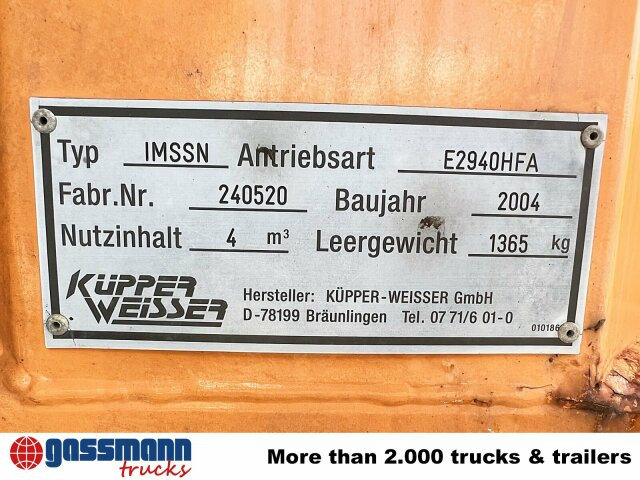 Typ IMSSN Antriebsart E2940HFA
Fabr.Nr. 240520 Baujahr 2004
Nutzinhalt 4 m³ Leergewicht 1365 kg
KÜPPER
WEISSER
Hersteller: KÜPPER-WEISSER GmbH
D-78199 Bräunlingen Tel. 07 71/6 01-0
gassmann
trucks
More than 2.000 trucks & trailers